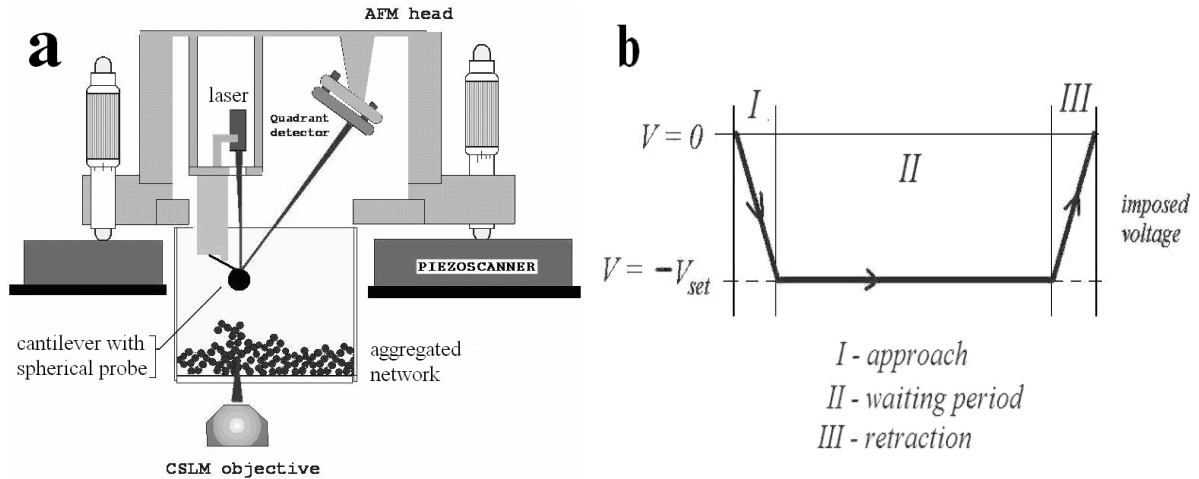 a
AFM head
laser
Quadrant
detector
PIEZOSCANNER
cantilever with
spherical probe
aggregated
network
CSLM objective
b
I
III
V = 0
II
imposed
voltage
V = -V_set
I - approach
II - waiting period
III - retraction